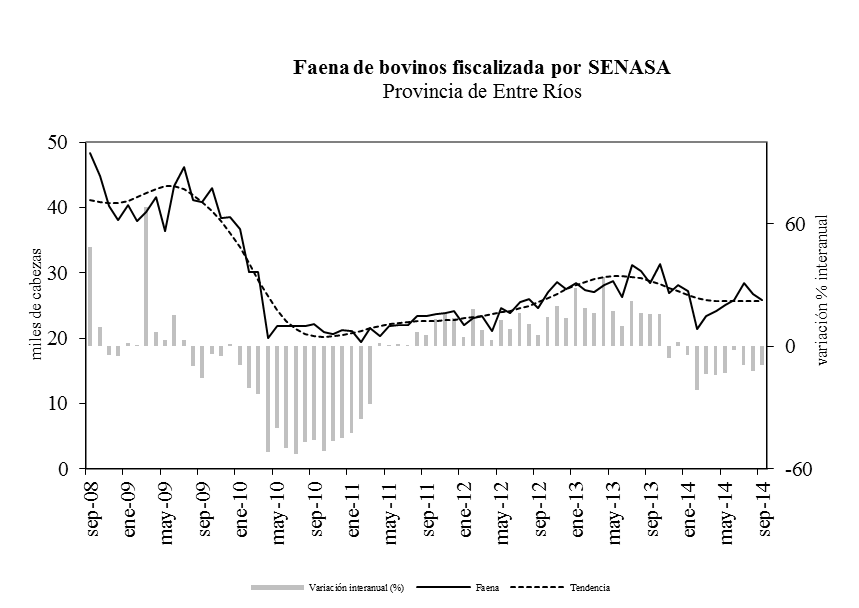 Faena de bovinos fiscalizada por SENASA
Provincia de Entre Ríos
miles de cabezas
50
40
30
20
10
0
60
0
-60
variación % interanual
sep-08
ene-09
may-09
sep-09
ene-10
may-10
sep-10
ene-11
may-11
sep-11
ene-12
may-12
sep-12
ene-13
may-13
sep-13
ene-14
may-14
sep-14
Variación interanual (%)
Faena
Tendencia